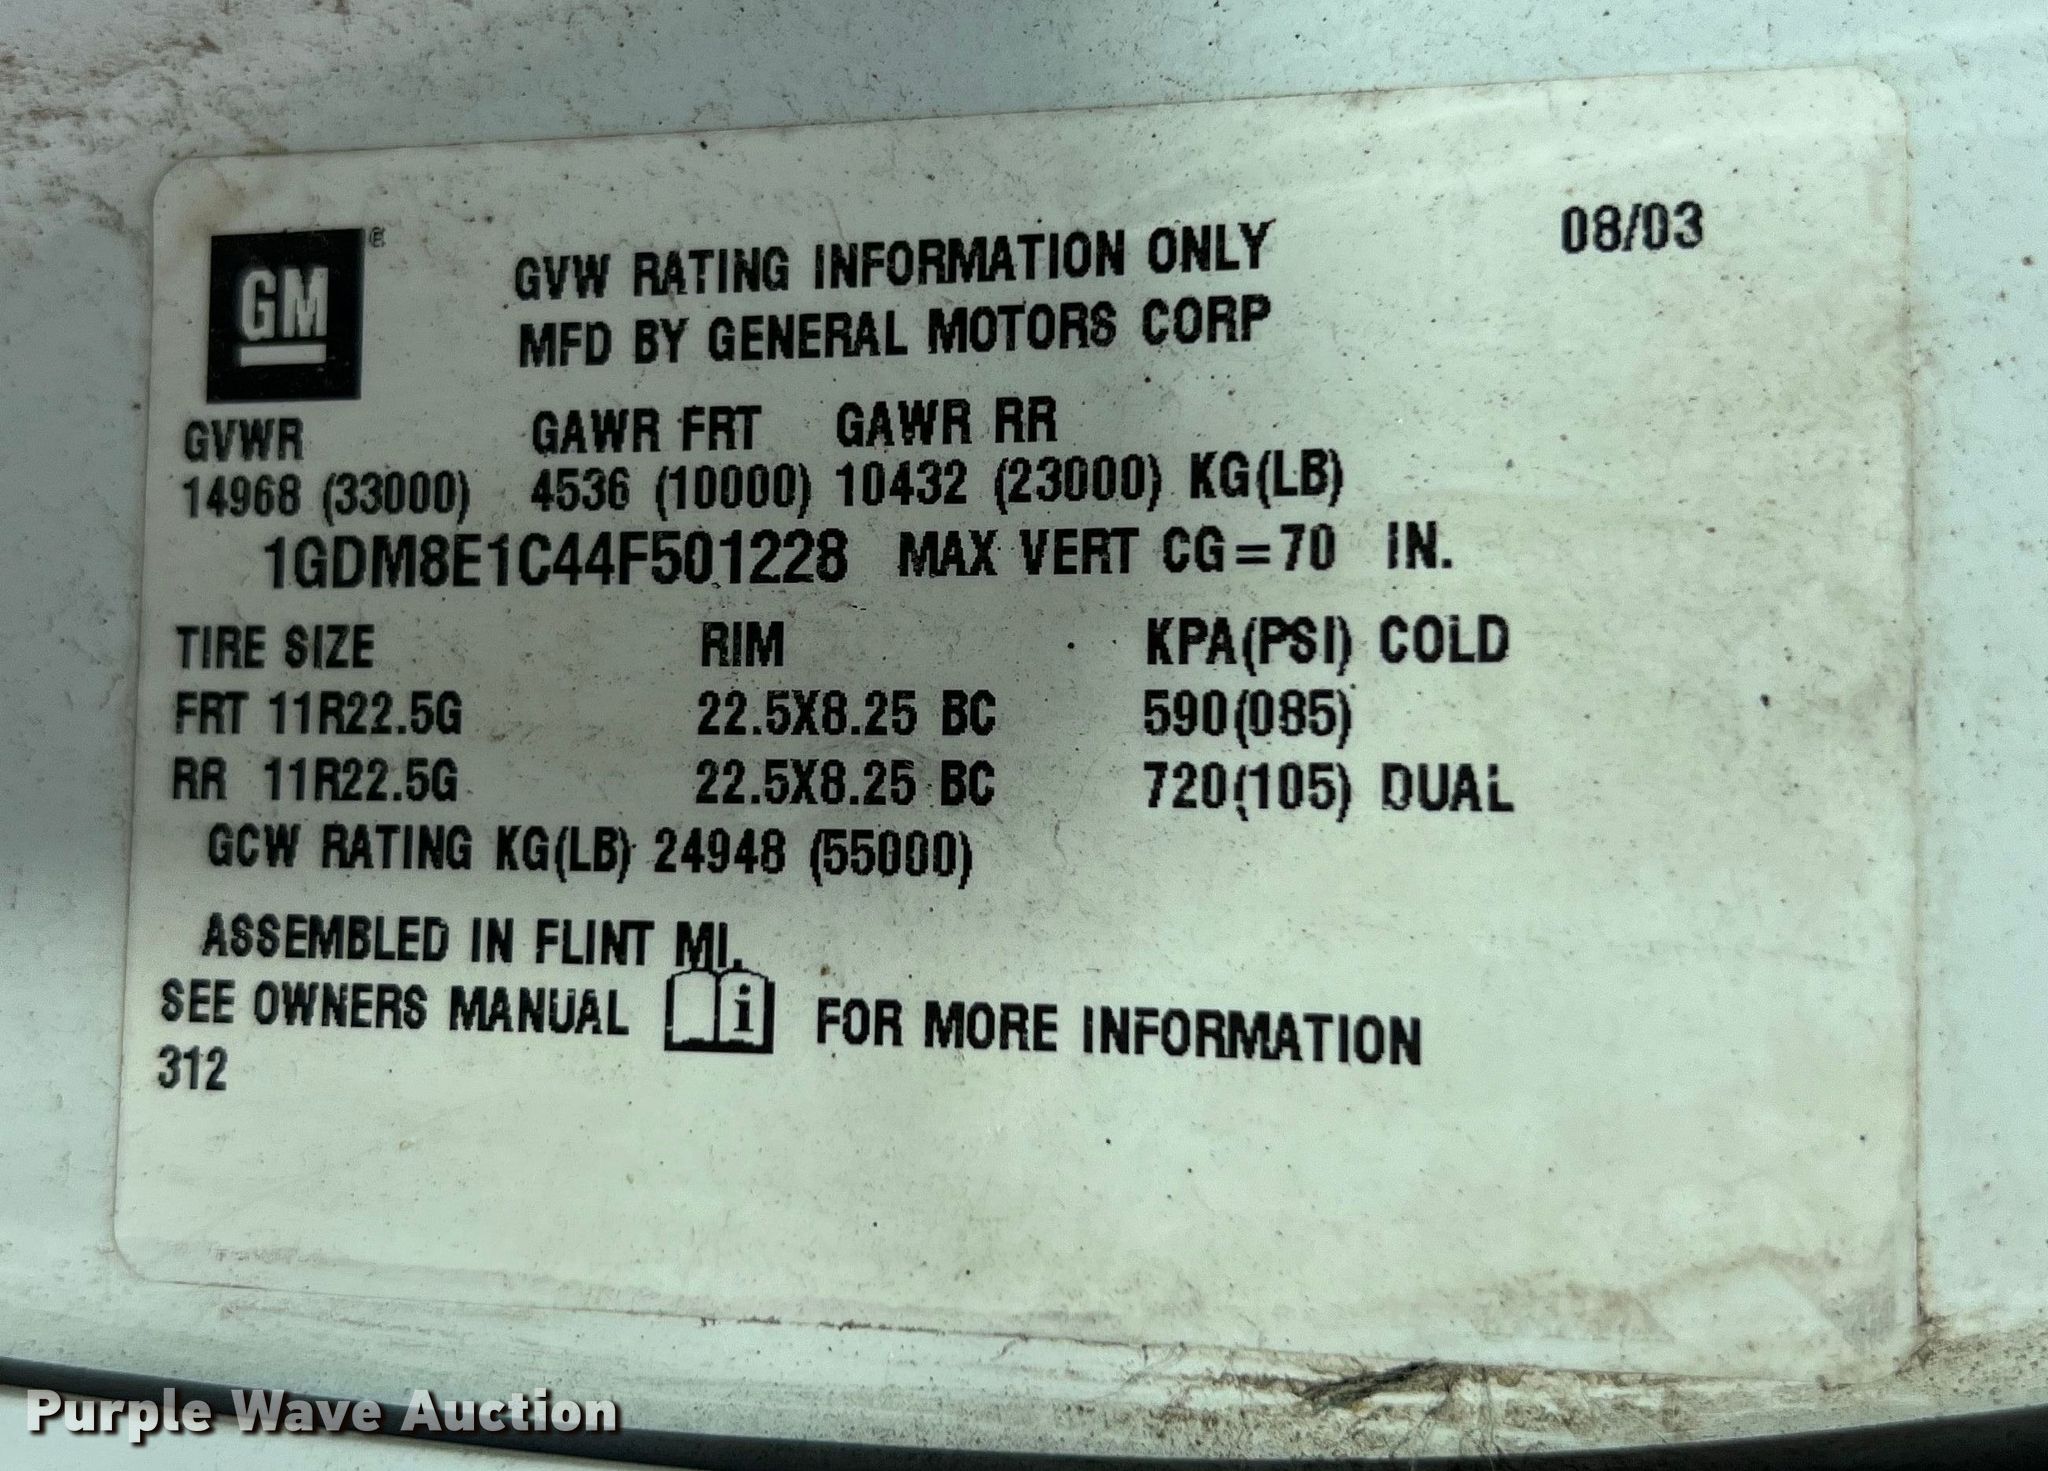 GM
08/03
GVW RATING INFORMATION ONLY
MFD BY GENERAL MOTORS CORP
GVWR GAWR FRT GAWR RR
14968 (33000) 4536 (10000) 10432 (23000) KG(LB)
1GDM8E1C44F501228 MAX VERT CG=70 IN.
TIRE SIZE RIM KPA(PSI) COLD
FRT 11R22.5G 22.5X8.25 BC 590(085)
RR 11R22.5G 22.5X8.25 BC 720(105) DUAL
GCW RATING KG(LB) 24948 (55000)
ASSEMBLED IN FLINT MI.
SEE OWNERS MANUAL i FOR MORE INFORMATION
312
Purple Wave Auction